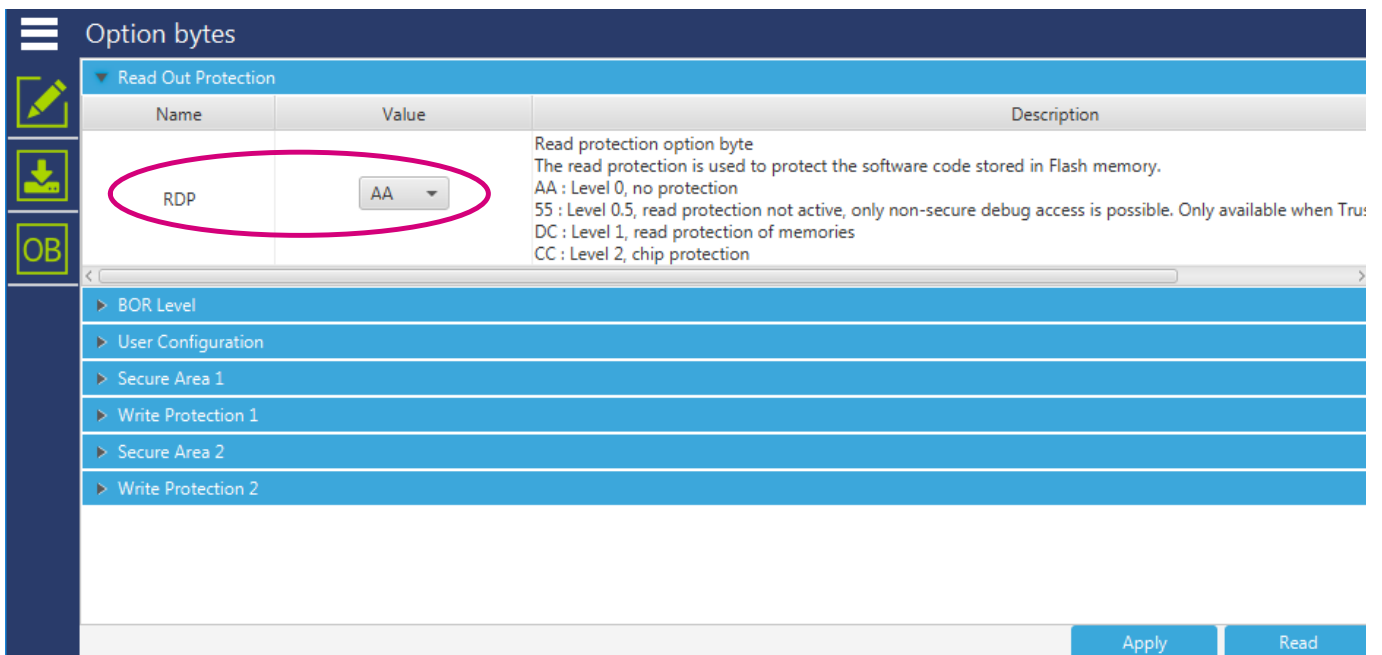 Option bytes
Read Out Protection
Name Value Description
RDP AA
Read protection option byte
The read protection is used to protect the software code stored in Flash memory.
AA : Level 0, no protection
55 : Level 0.5, read protection not active, only non-secure debug access is possible. Only available when
DC : Level 1, read protection of memories
CC : Level 2, chip protection
OB
BOR Level
User Configuration
Secure Area 1
Write Protection 1
Secure Area 2
Write Protection 2
Apply Read